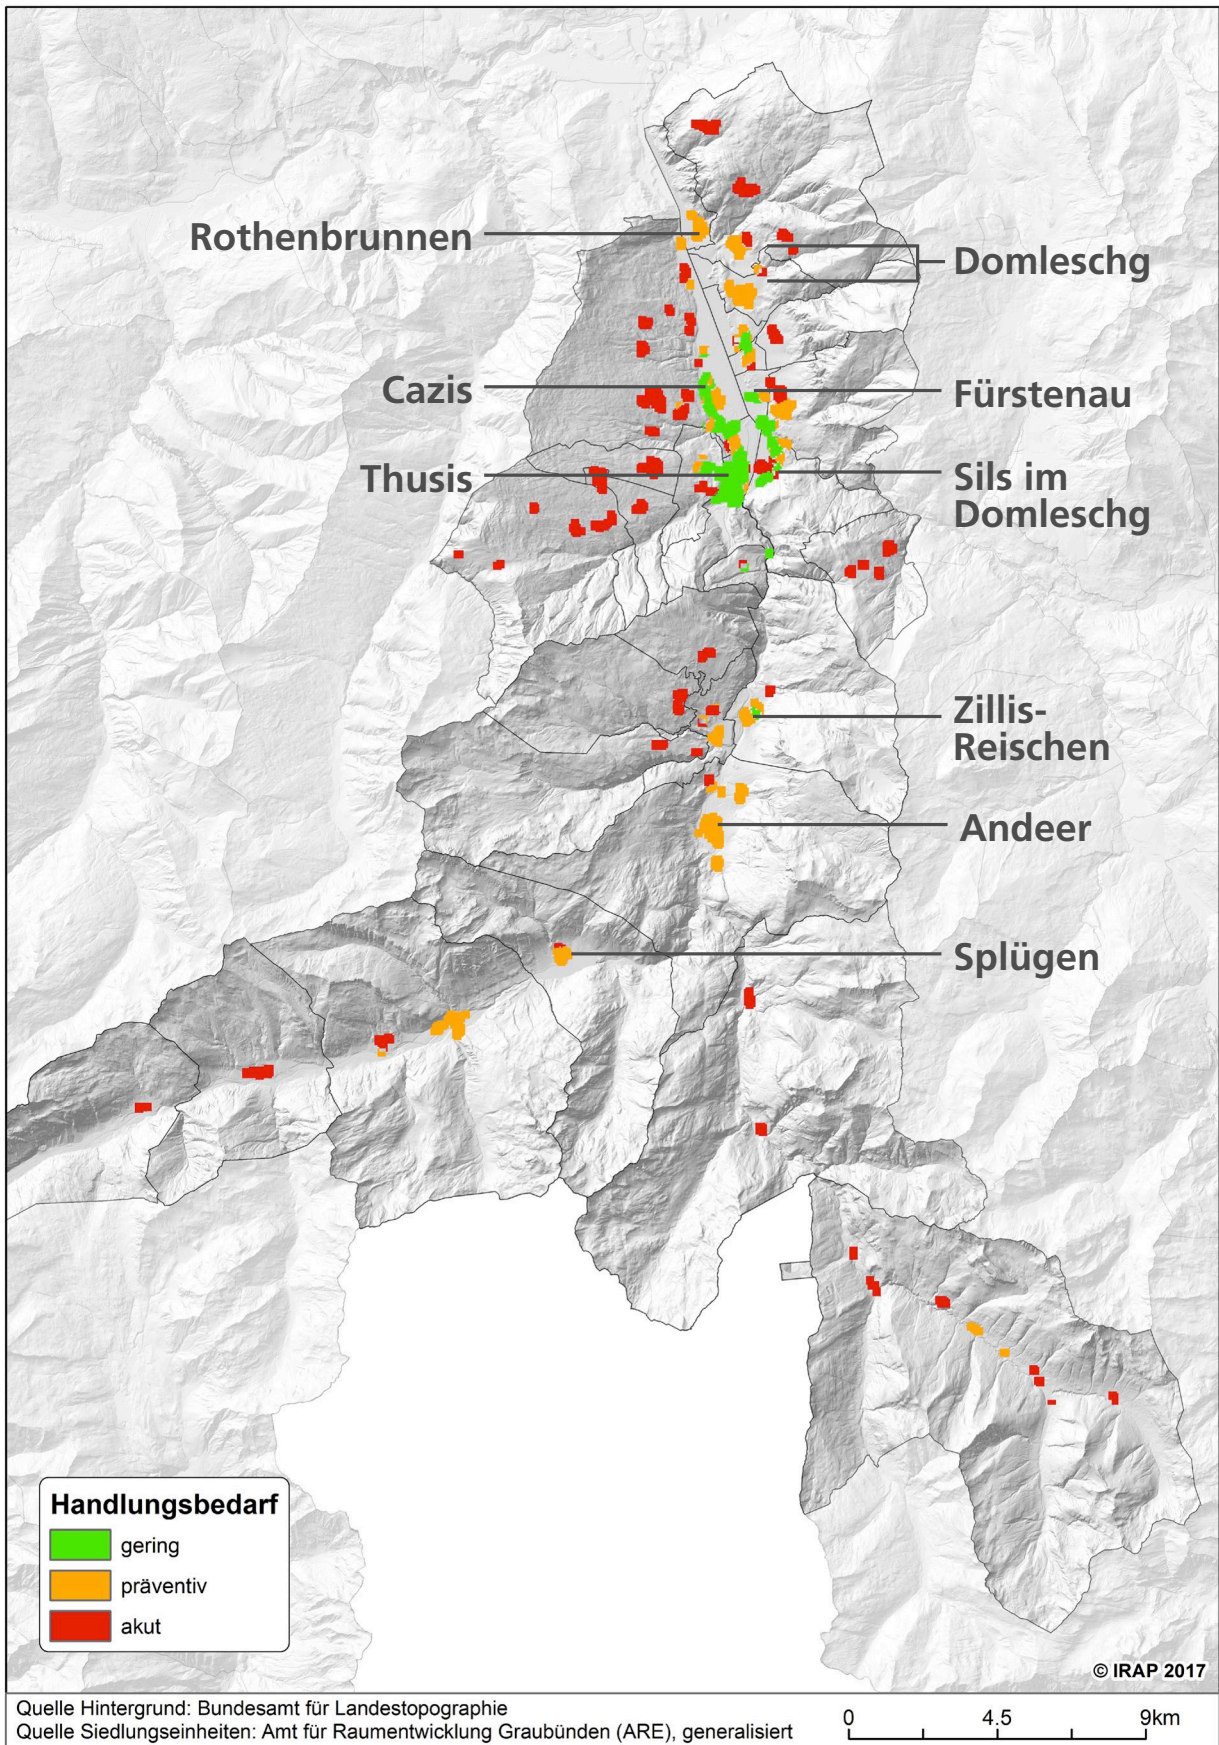 Rothenbrunnen
Domleschg
Cazis
Fürstenau
Thusis
Sils im
Domleschg
Zillis-
Reischen
Andeer
Splügen
Handlungsbedarf
gering
präventiv
akut
© IRAP 2017
Quelle Hintergrund: Bundesamt für Landestopographie
Quelle Siedlungseinheiten: Amt für Raumentwicklung Graubünden (ARE), generalisiert
0 4.5 9km